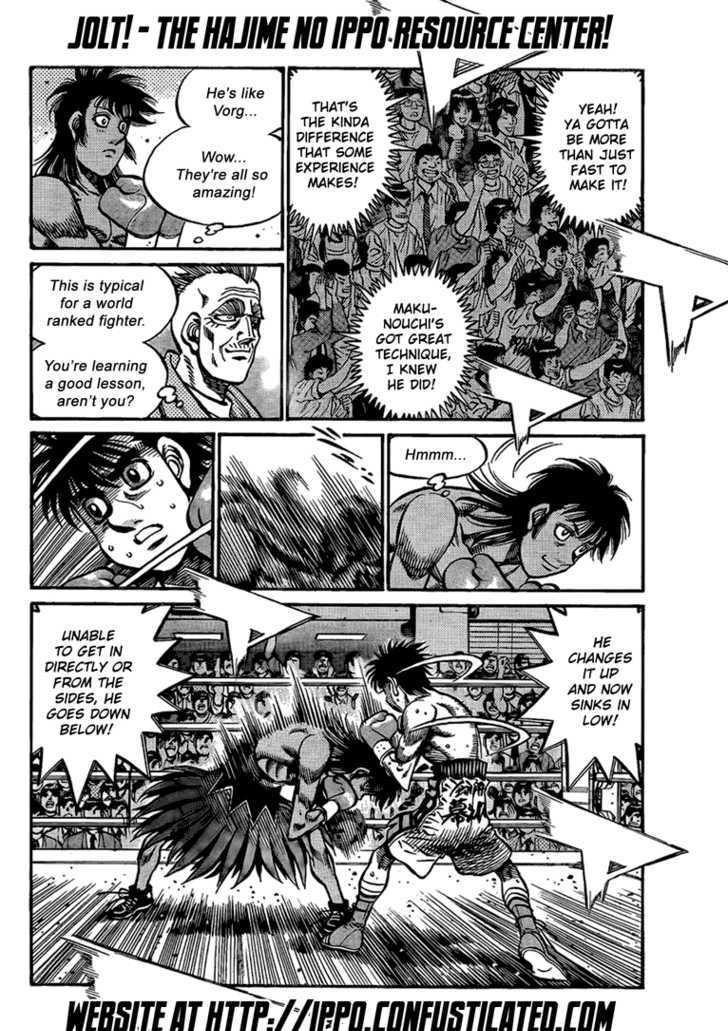 JOLT! - THE HAJIME NO IPPO RESOURCE CENTER!
He's like
Vorg...
Wow...
They're all so
amazing!
THAT'S
THE KINDA
DIFFERENCE
THAT SOME
EXPERIENCE
MAKES!
YEAH!
YA GOTTA
BE MORE
THAN JUST
FAST TO
MAKE IT!
This is typical
for a world
ranked fighter.
You're learning
a good lesson,
aren't you?
MAKU-
NOUCHI'S
GOT GREAT
TECHNIQUE,
I KNEW
HE DID!
Hmmm...
UNABLE
TO GET IN
DIRECTLY OR
FROM THE
SIDES, HE
GOES DOWN
BELOW!
HE
CHANGES
IT UP
AND NOW
SINKS IN
LOW!
WEBSITE AT HTTP://IPPO.CONFUSTICATED.COM